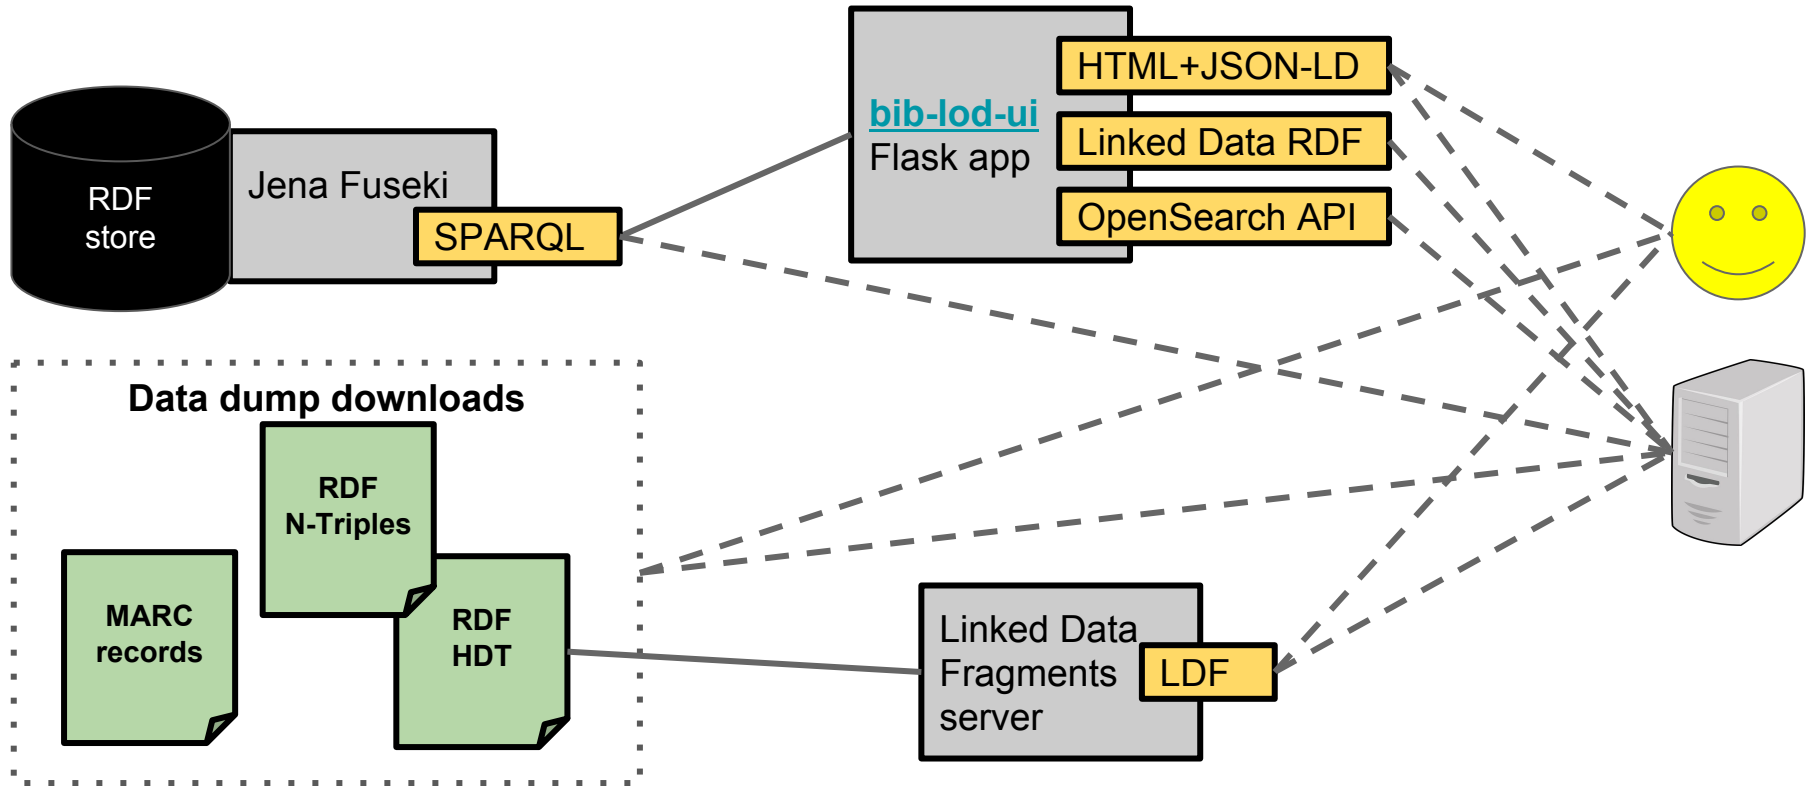 RDF
store
Jena Fuseki
SPARQL
bib-lod-ui
Flask app
HTML+JSON-LD
Linked Data RDF
OpenSearch API
Data dump downloads
RDF
N-Triples
MARC
records
RDF
HDT
Linked Data
Fragments
server
LDF